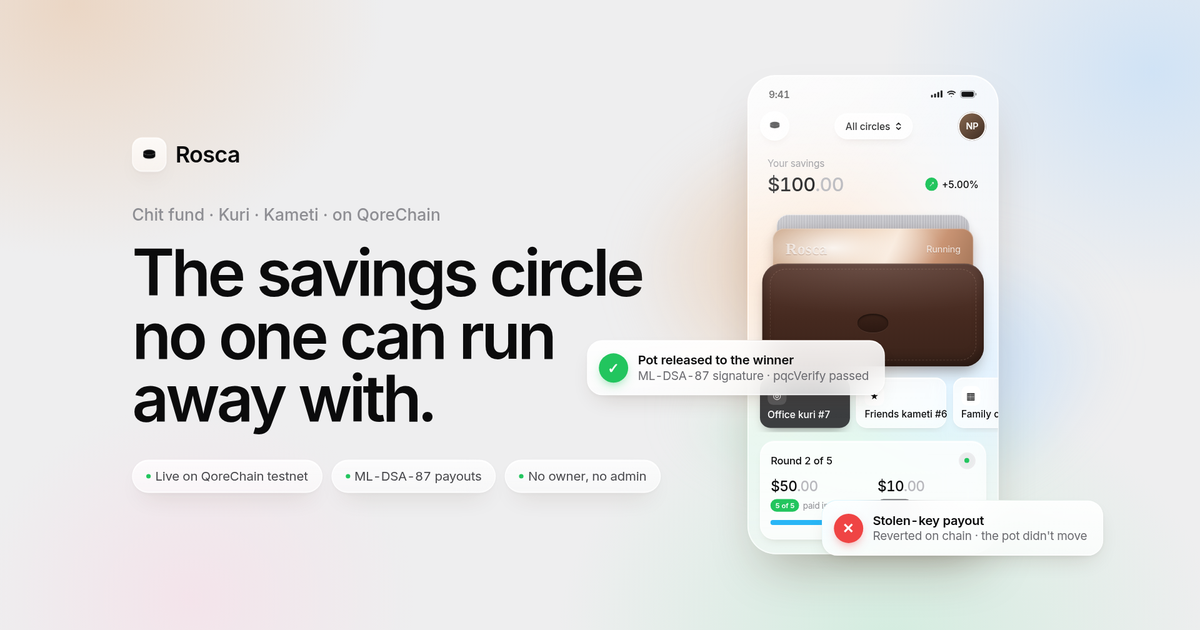 Rosca
Chit fund · Kuri · Kameti · on QoreChain
The savings circle
no one can run
away with.
Live on QoreChain testnet
ML-DSA-87 payouts
No owner, no admin
9:41
All circles
NP
Your savings
$100.00
+5.00%
Rosca
Running
Pot released to the winner
ML-DSA-87 signature · pqcVerify passed
Office kuri #7
Friends kameti #6
Family c
Round 2 of 5
$50.00
$10.00
5 of 5
paid in
Stolen-key payout
Reverted on chain · the pot didn't move